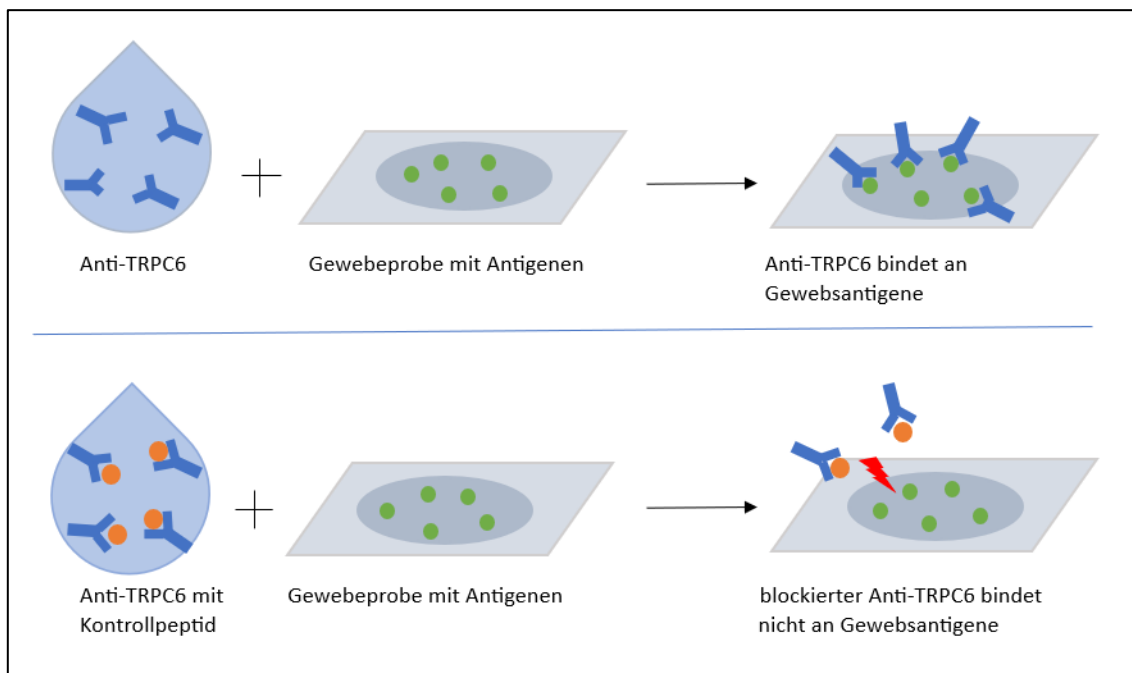 Anti-TRPC6
Gewebeprobe mit Antigenen
Anti-TRPC6 bindet an
Gewebsantigene
Anti-TRPC6 mit
Kontrollpeptid
Gewebeprobe mit Antigenen
blockierter Anti-TRPC6 bindet
nicht an Gewebsantigene